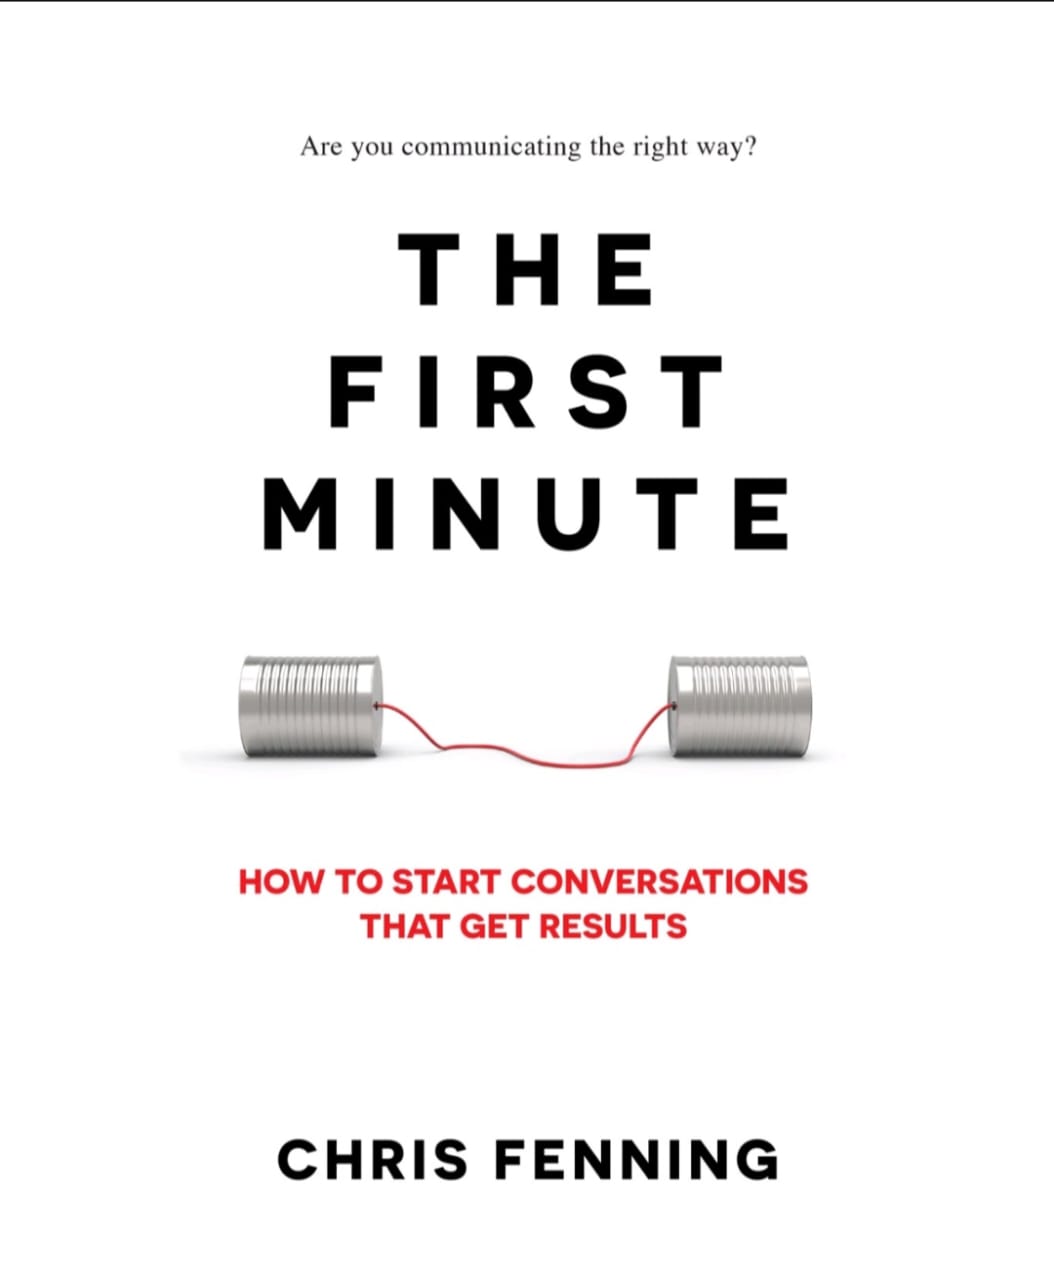 Are you communicating the right way?
THE
FIRST
MINUTE
HOW TO START CONVERSATIONS
THAT GET RESULTS
CHRIS FENNING